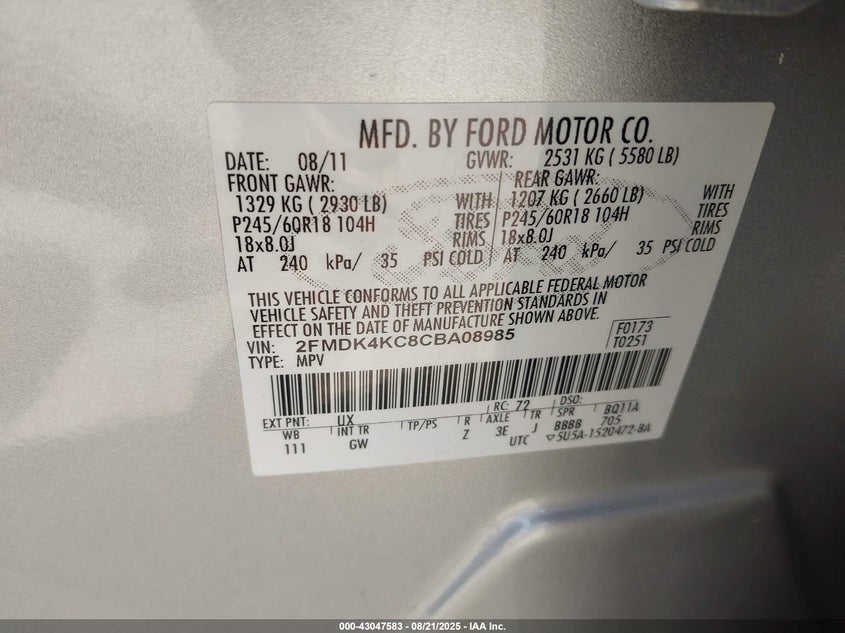 MFD. BY FORD MOTOR CO.
DATE: 08/11 GVWR: 2531 KG ( 5580 LB)
FRONT GAWR: REAR GAWR:
1329 KG ( 2930 LB) WITH 1207 KG ( 2660 LB) WITH
P245/60R18 104H TIRES P245/60R18 104H TIRES
18x8.0J RIMS 18x8.0J RIMS
AT 240 kPa/ 35 PSI COLD AT 240 kPa/ 35 PSI COLD
THIS VEHICLE CONFORMS TO ALL APPLICABLE FEDERAL MOTOR
VEHICLE SAFETY AND THEFT PREVENTION STANDARDS IN
EFFECT ON THE DATE OF MANUFACTURE SHOWN ABOVE.
VIN: 2FMDK4KC8CBA08985 F0173
TYPE: MPV T0251
EXT PNT: UX RC: 72 DSO:
WB INT TR TP/PS R AXLE TR SPR BQ11A
111 GW Z 3E J BBBB 705
UTC ▽5U5A-1520472-BA
000-43047583 - 08/21/2025 - IAA Inc.